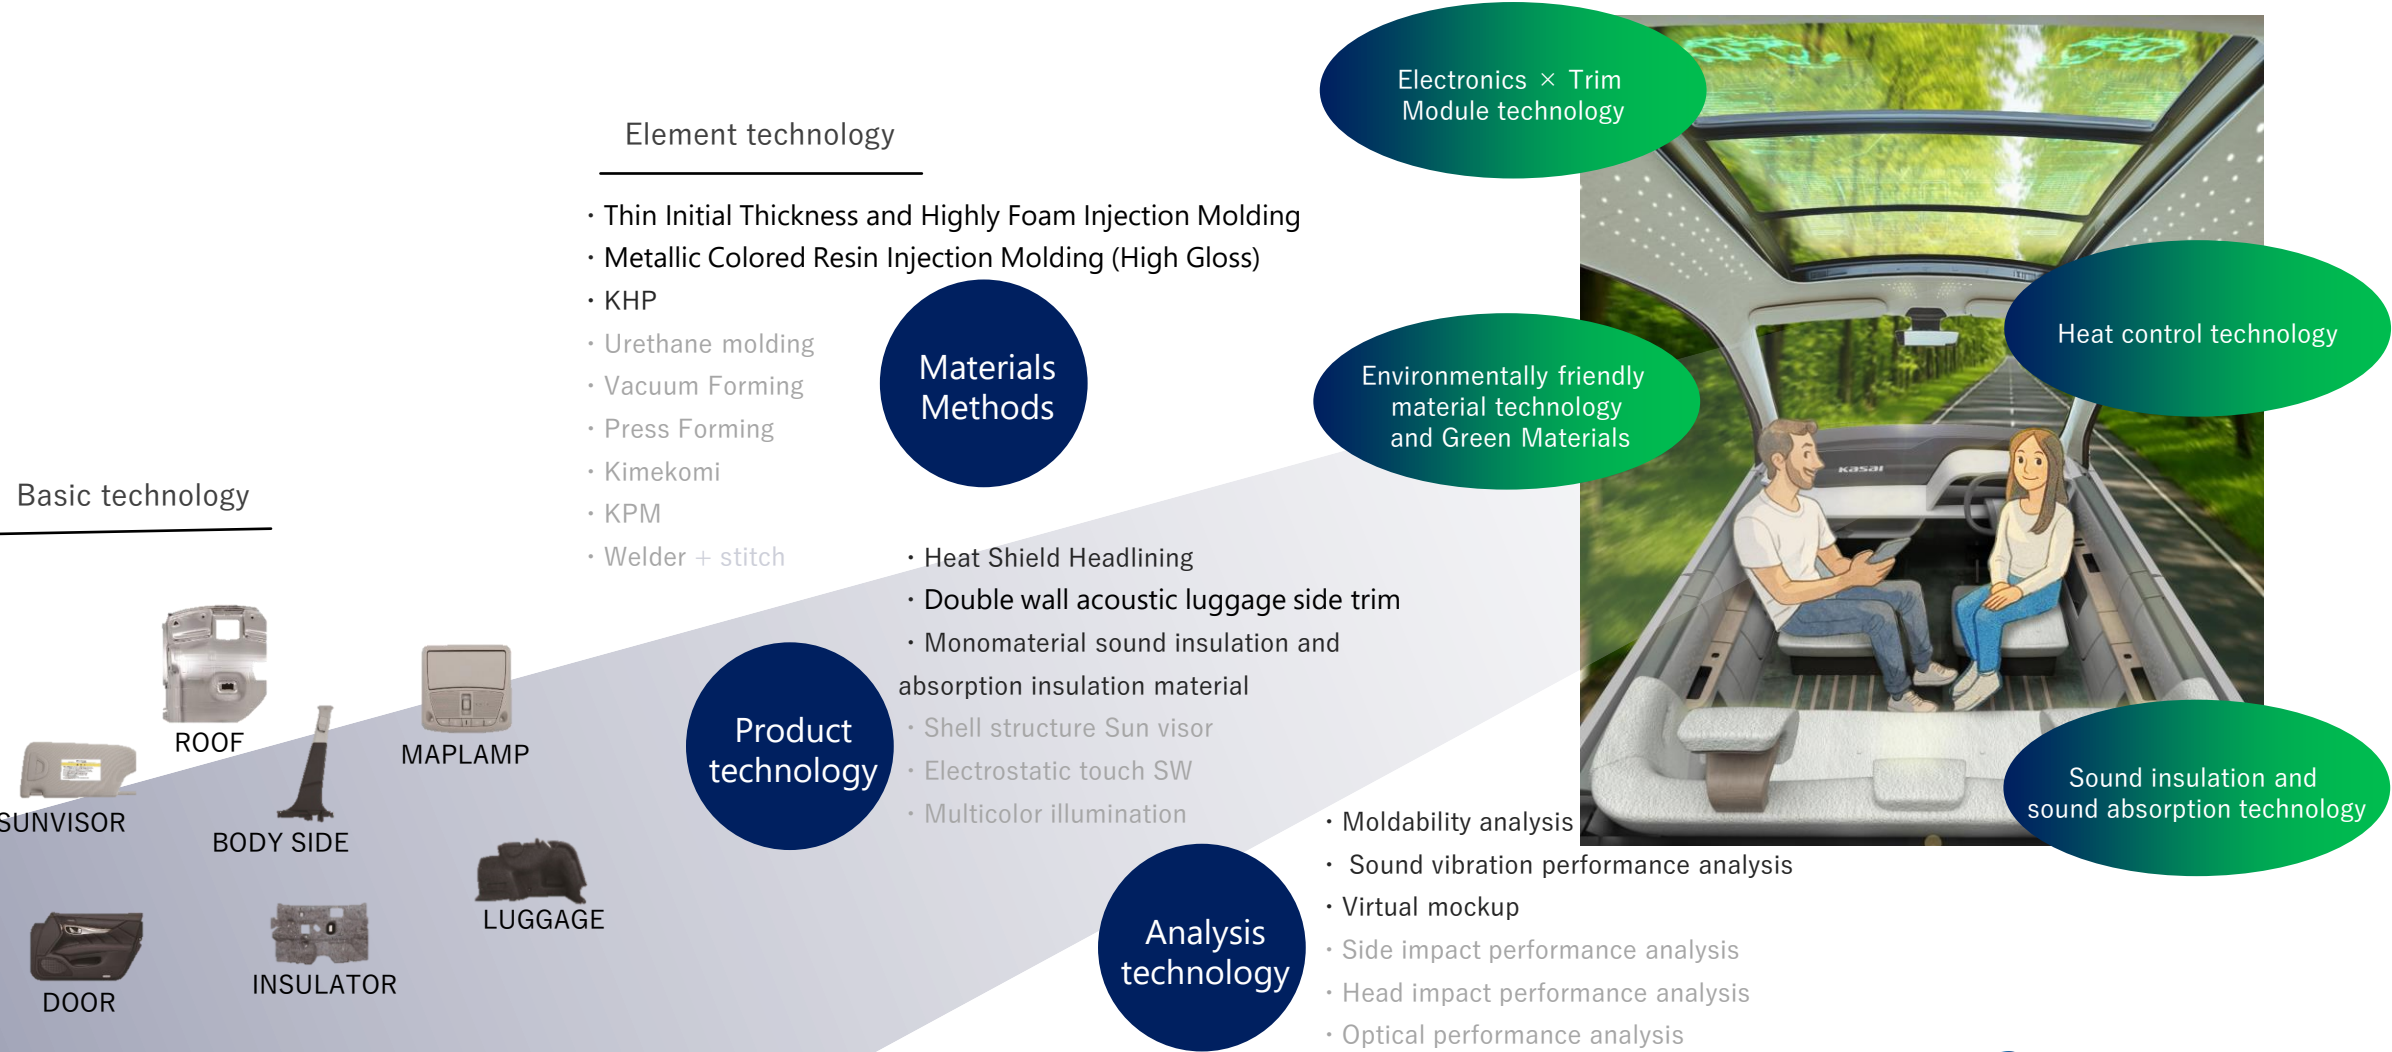 Electronics × Trim
Module technology
Element technology
・Thin Initial Thickness and Highly Foam Injection Molding
・Metallic Colored Resin Injection Molding (High Gloss)
・KHP
・Urethane molding
・Vacuum Forming
・Press Forming
・Kimekomi
・KPM
・Welder + stitch
Materials
Methods
Heat control technology
Environmentally friendly
material technology
and Green Materials
Kasai
Basic technology
ROOF
MAPLAMP
SUNVISOR
BODY SIDE
LUGGAGE
INSULATOR
DOOR
Product
technology
・Heat Shield Headlining
・Double wall acoustic luggage side trim
・Monomaterial sound insulation and
absorption insulation material
・Shell structure Sun visor
・Electrostatic touch SW
・Multicolor illumination
Sound insulation and
sound absorption technology
Analysis
technology
・Moldability analysis
・ Sound vibration performance analysis
・Virtual mockup
・Side impact performance analysis
・Head impact performance analysis
・Optical performance analysis